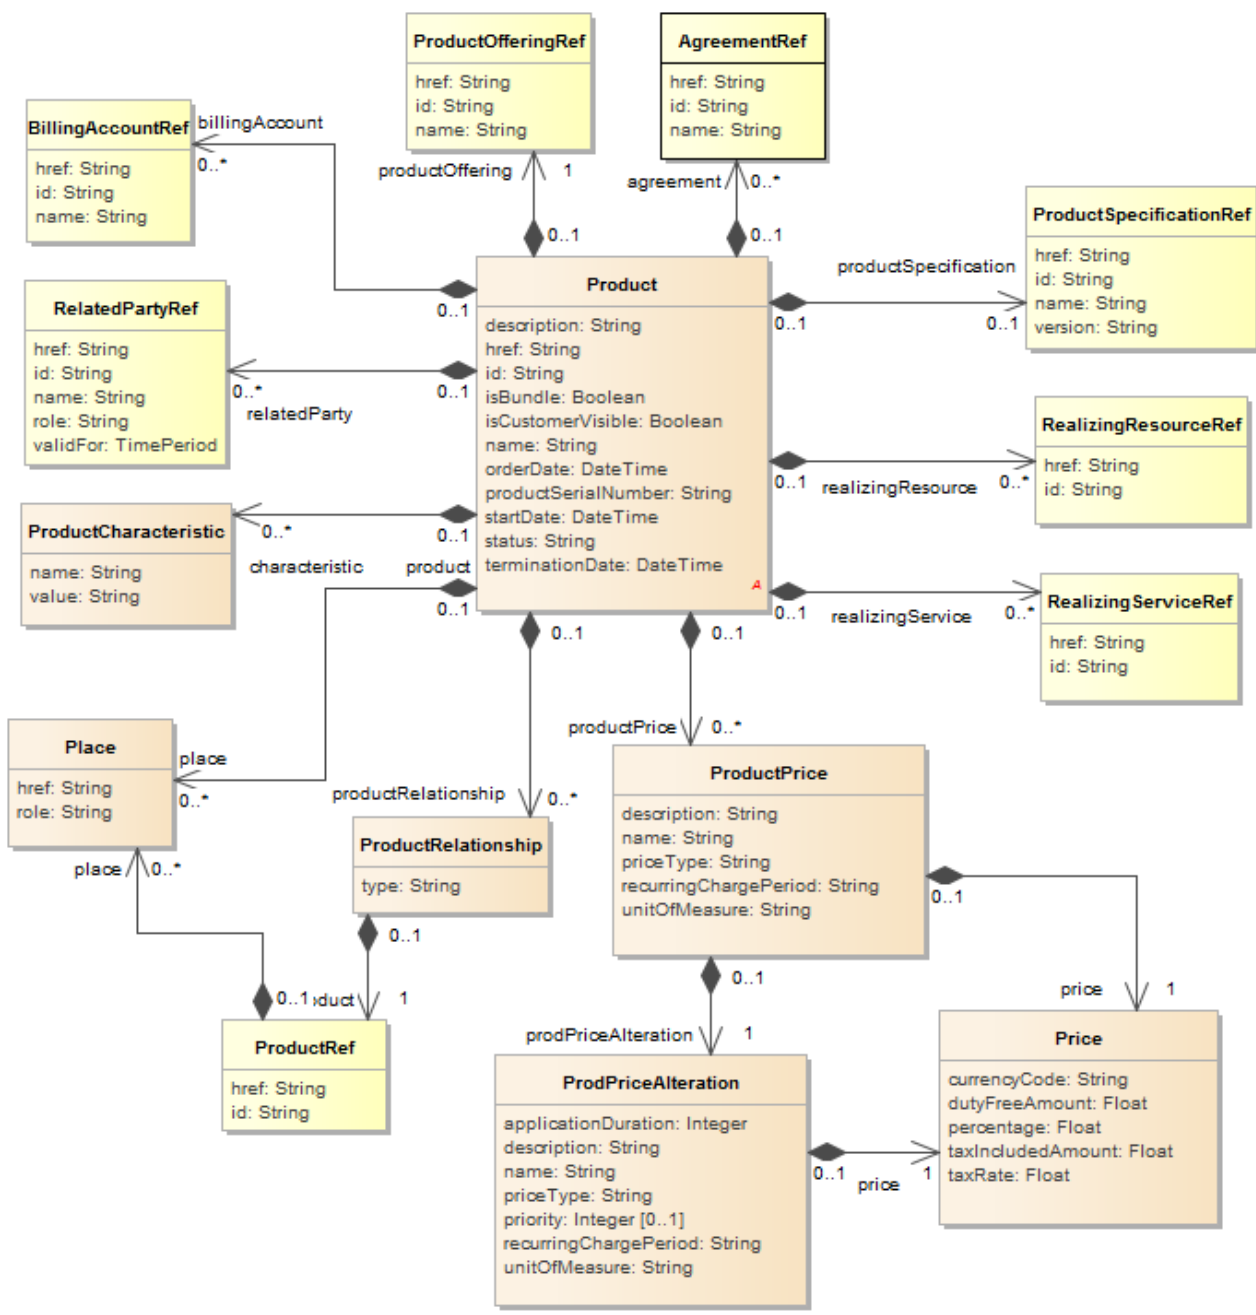 ProductOfferingRef
href: String
id: String
name: String
AgreementRef
href: String
id: String
name: String
BillingAccountRef
href: String
id: String
name: String
billingAccount
0..*
productOffering
1
agreement
0..*
0..1
0..1
ProductSpecificationRef
href: String
id: String
name: String
version: String
productSpecification
0..1
0..1
Product
description: String
href: String
id: String
isBundle: Boolean
isCustomerVisible: Boolean
name: String
orderDate: DateTime
productSerialNumber: String
startDate: DateTime
status: String
terminationDate: DateTime
A
0..1
RelatedPartyRef
href: String
id: String
name: String
role: String
validFor: TimePeriod
0..*
relatedParty
0..1
RealizingResourceRef
href: String
id: String
0..1
realizingResource
0..*
ProductCharacteristic
name: String
value: String
0..*
characteristic
0..1
product
0..1
RealizingServiceRef
href: String
id: String
0..1
realizingService
0..*
0..1
0..1
Place
href: String
role: String
place
0..*
place
0..*
productRelationship
0..*
ProductRelationship
type: String
0..1
productPrice
0..*
ProductPrice
description: String
name: String
priceType: String
recurringChargePeriod: String
unitOfMeasure: String
0..1
0..1
0..1
duct
1
ProductRef
href: String
id: String
prodPriceAlteration
1
price
1
ProdPriceAlteration
applicationDuration: Integer
description: String
name: String
priceType: String
priority: Integer [0..1]
recurringChargePeriod: String
unitOfMeasure: String
0..1
price
1
Price
currencyCode: String
dutyFreeAmount: Float
percentage: Float
taxIncludedAmount: Float
taxRate: Float